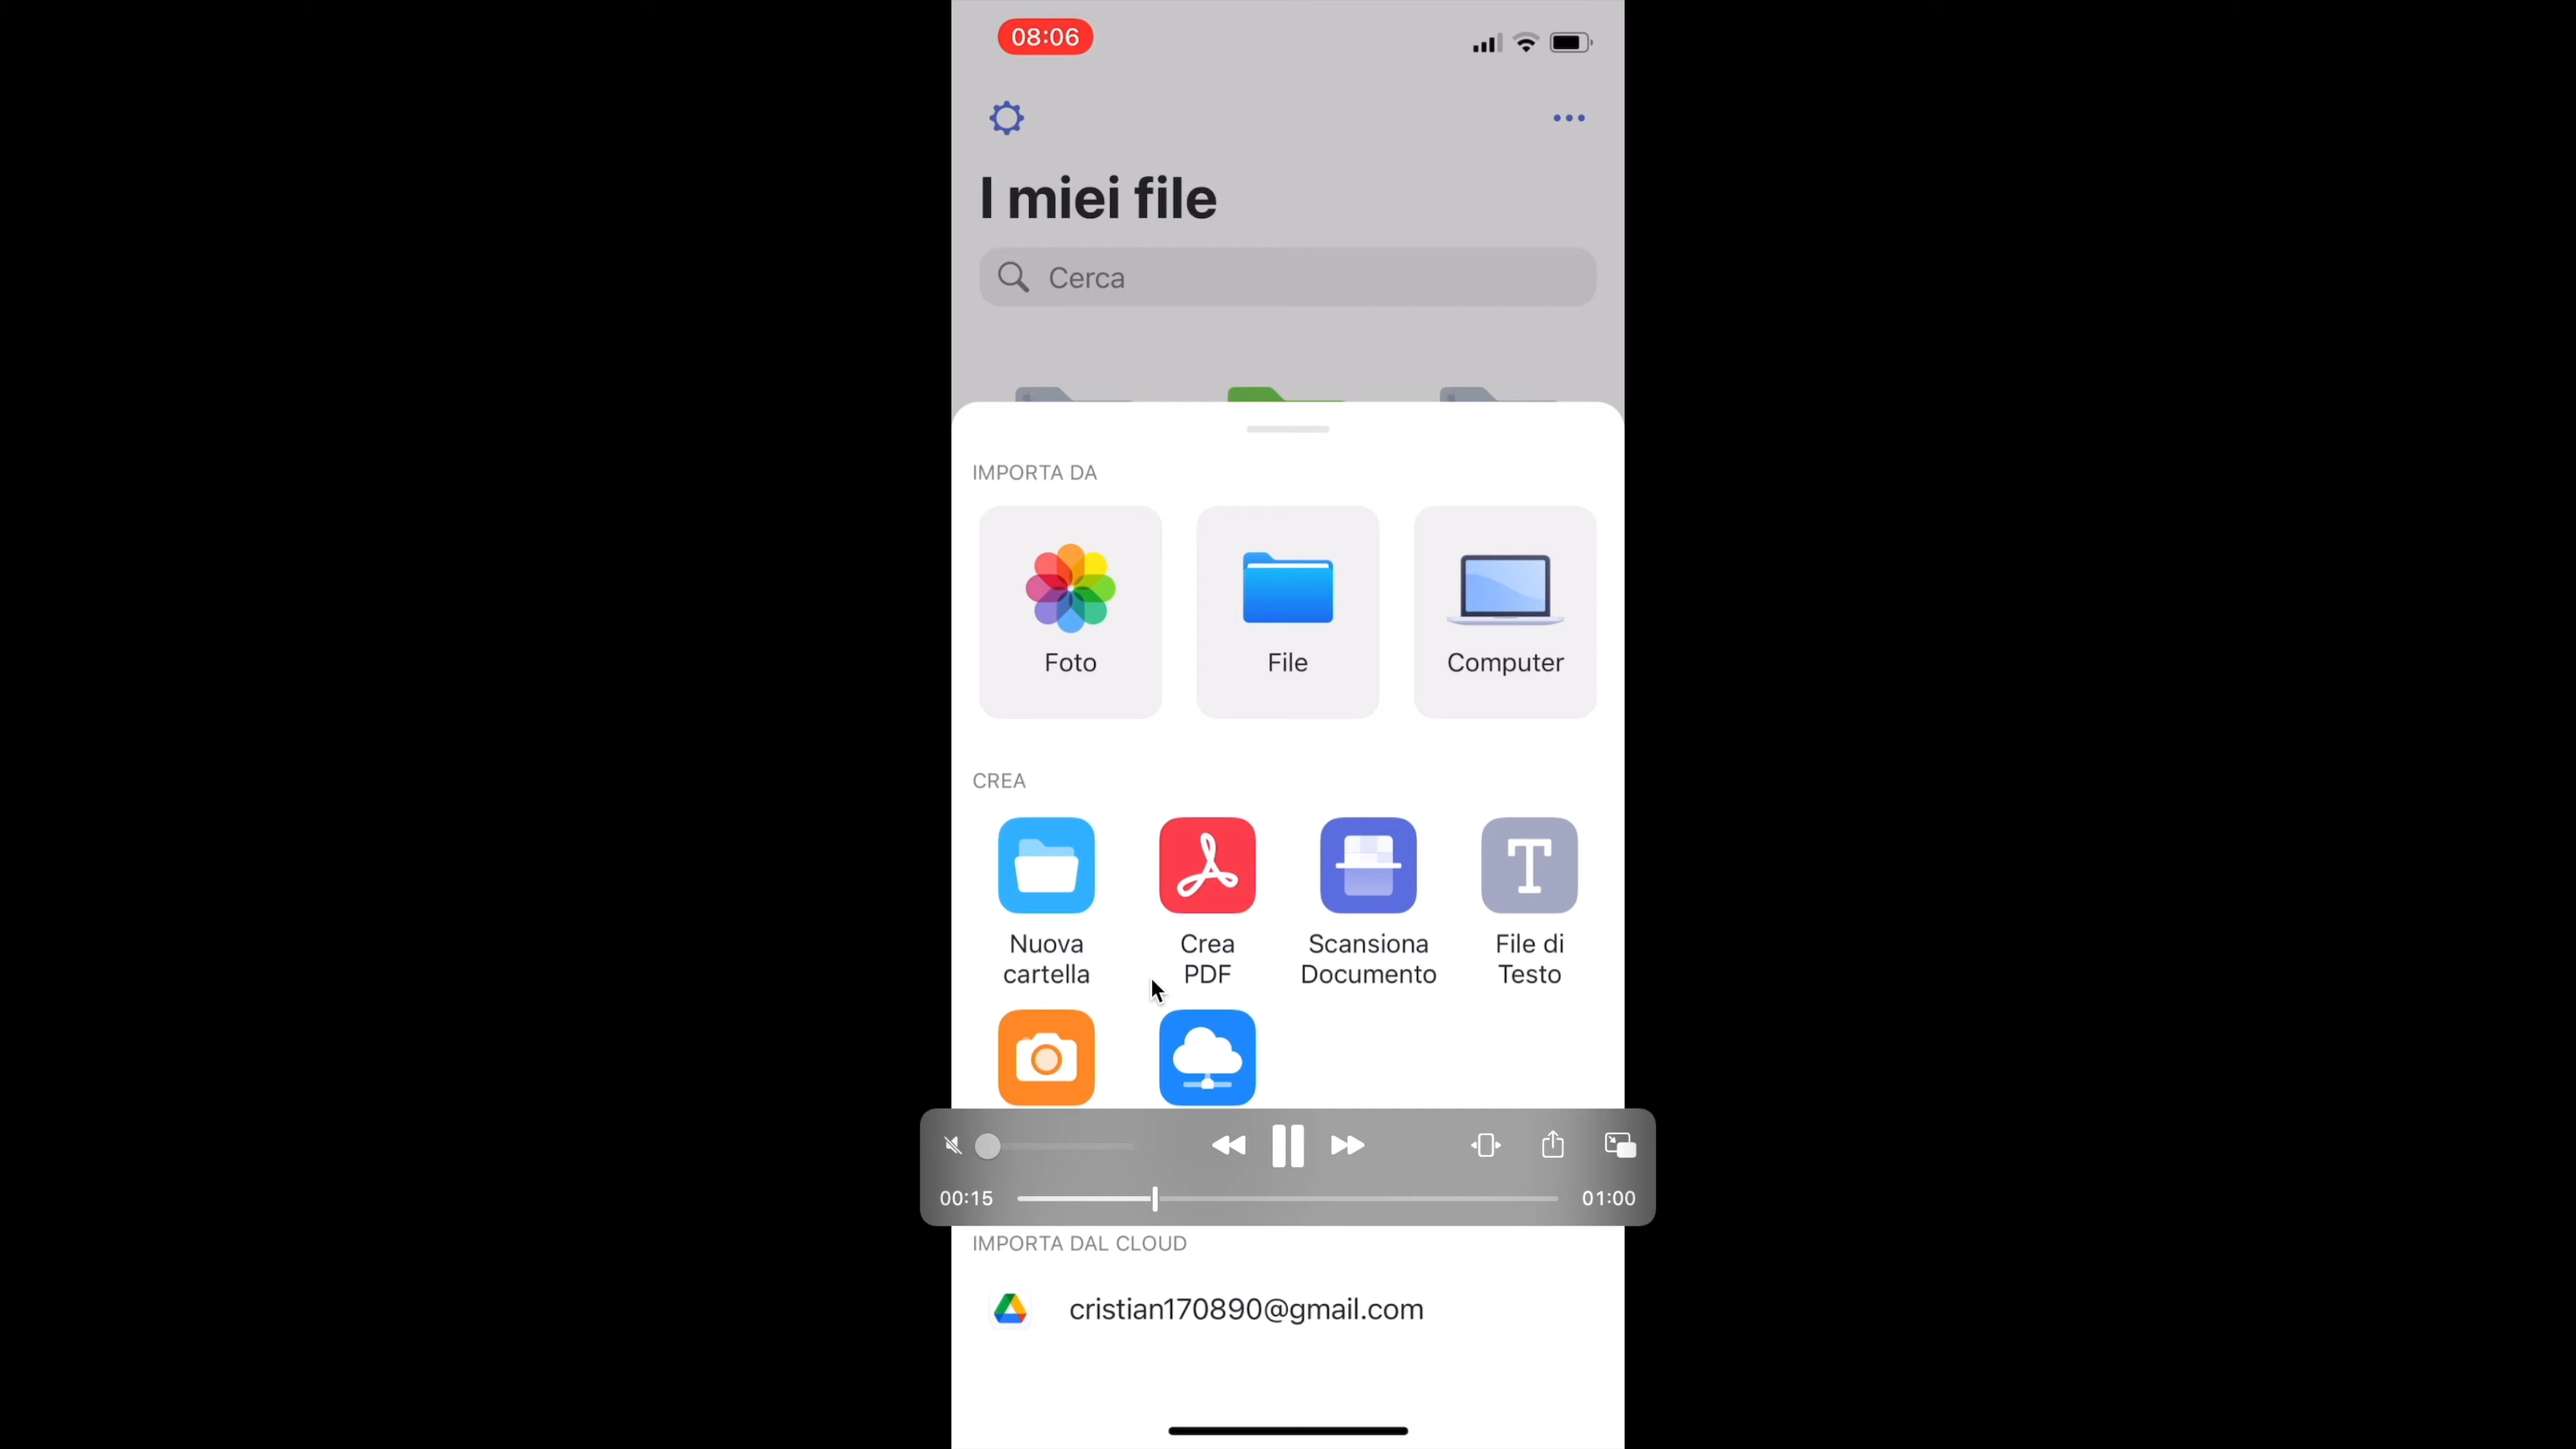 08:06
I miei file
Cerca
IMPORTA DA
Foto
File
Computer
CREA
Nuova cartella
Crea PDF
Scansiona Documento
File di Testo
00:15
01:00
IMPORTA DAL CLOUD
cristian170890@gmail.com